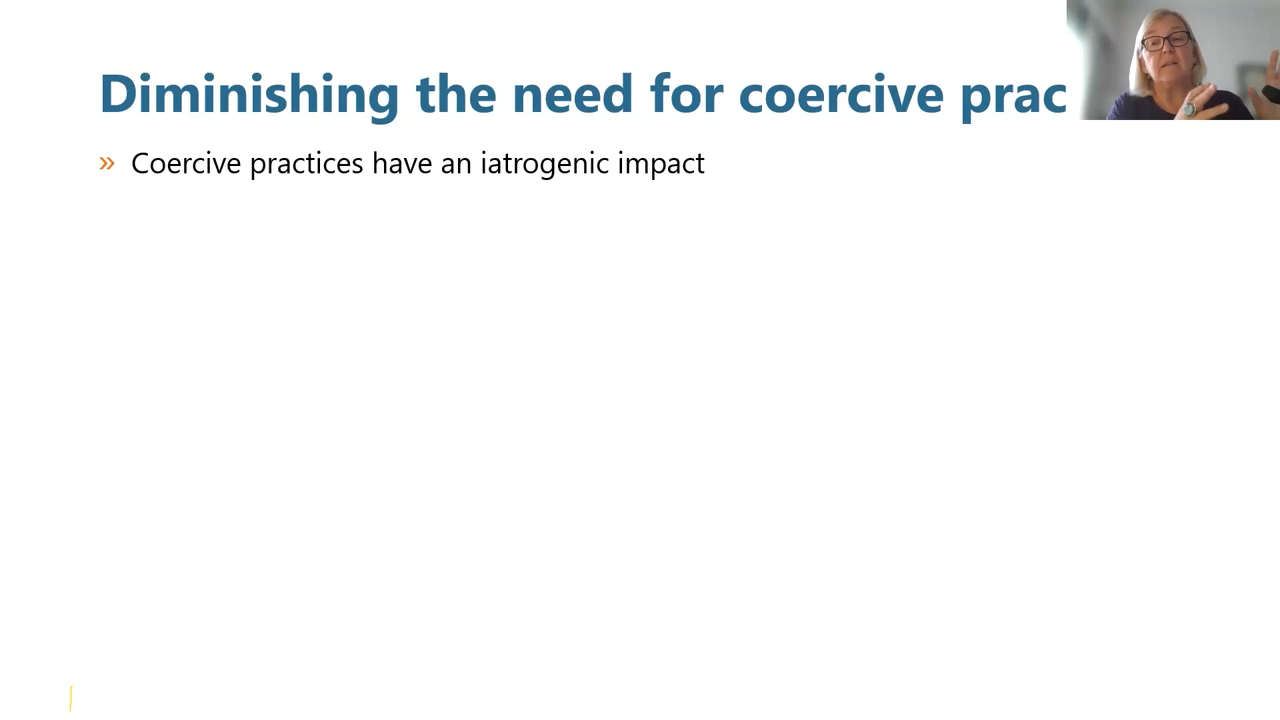 Diminishing the need for coercive prac
» Coercive practices have an iatrogenic impact